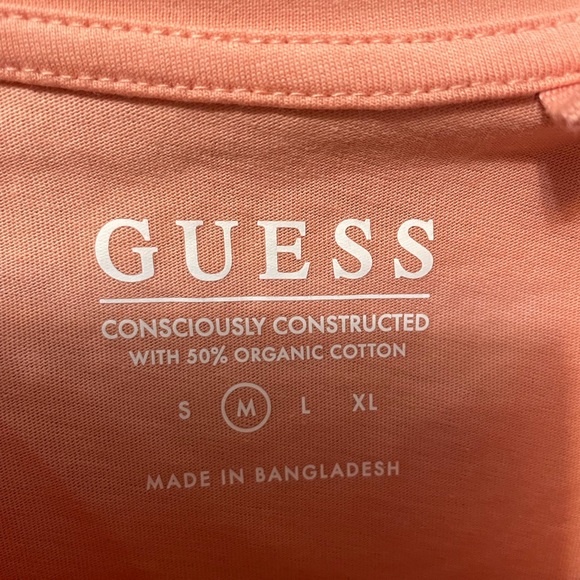 GUESS
CONSCIOUSLY CONSTRUCTED
WITH 50% ORGANIC COTTON
S M L XL
MADE IN BANGLADESH